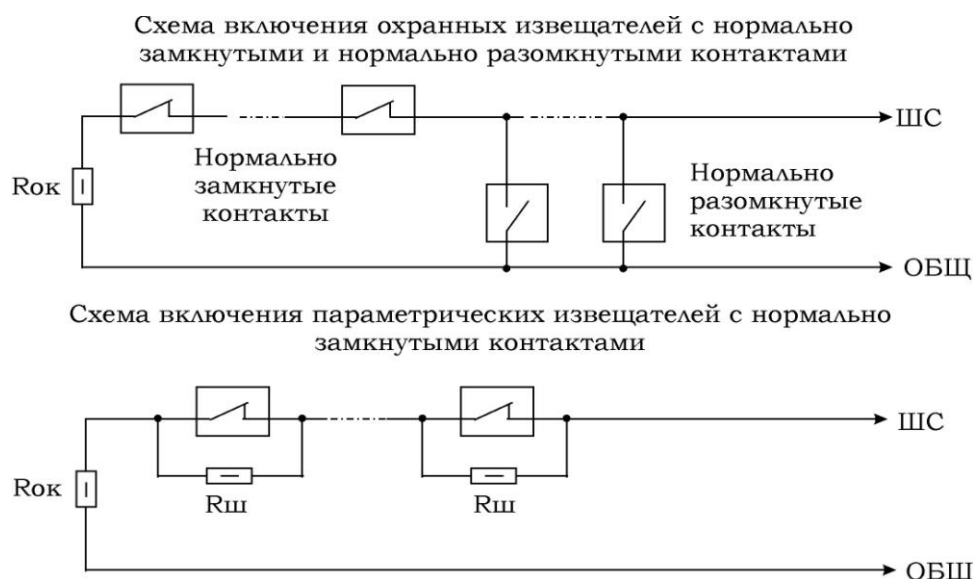 Схема включения охранных извещателей с нормально
замкнутыми и нормально разомкнутыми контактами
ШС
Нормально
замкнутые
контакты
Нормально
разомкнутые
контакты
Rок
ОБЩ
Схема включения параметрических извещателей с нормально
замкнутыми контактами
ШС
Rок
Rш
Rш
ОБЩ